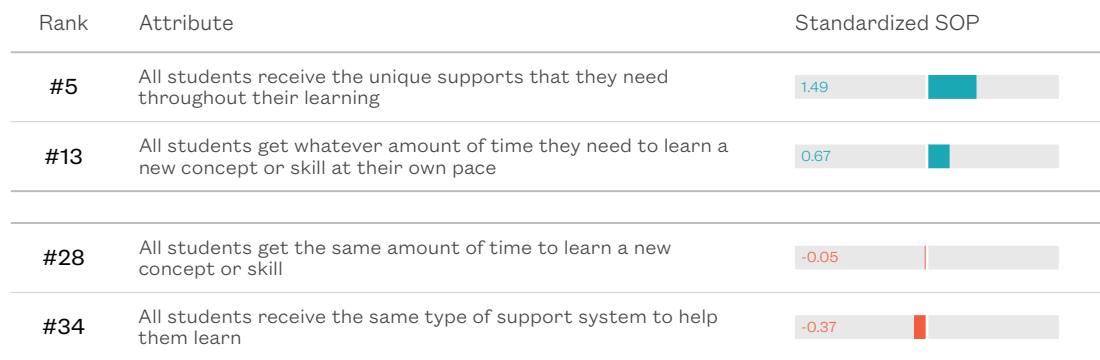 Rank Attribute Standardized SOP
#5 All students receive the unique supports that they need 1.49
throughout their learning
#13 All students get whatever amount of time they need to learn a 0.67
new concept or skill at their own pace
#28 All students get the same amount of time to learn a new -0.05
concept or skill
#34 All students receive the same type of support system to help -0.37
them learn